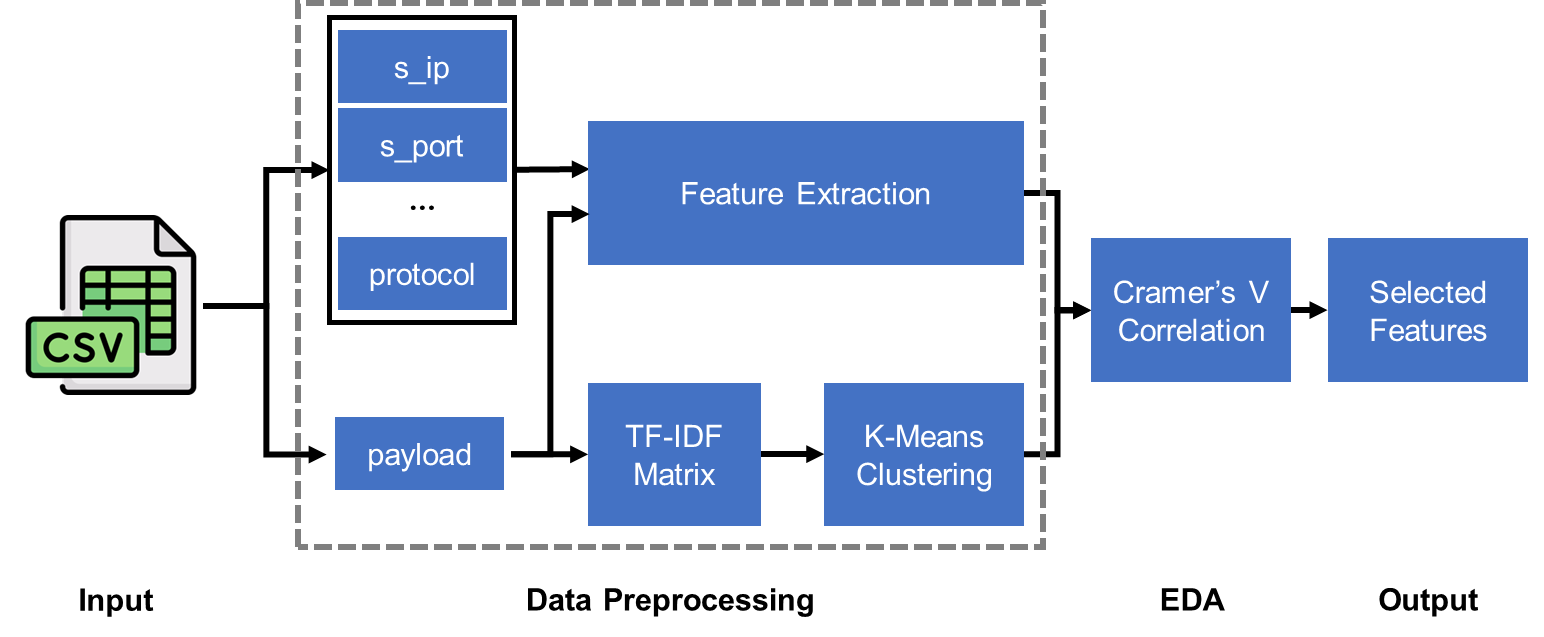 s_ip
s_port
...
protocol
Feature Extraction
CSV
payload
TF-IDF
Matrix
K-Means
Clustering
Cramer’s V
Correlation
Selected
Features
Input
Data Preprocessing
EDA
Output